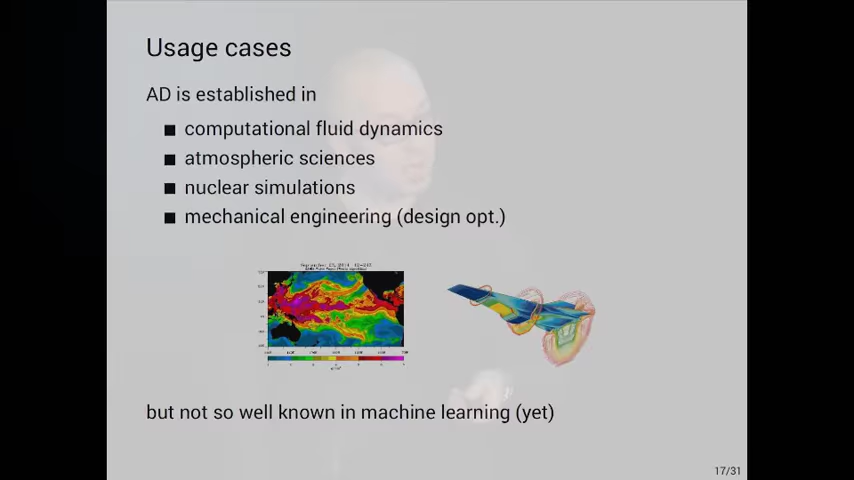 Usage cases
AD is established in
computational fluid dynamics
atmospheric sciences
nuclear simulations
mechanical engineering (design opt.)
but not so well known in machine learning (yet)
17/31